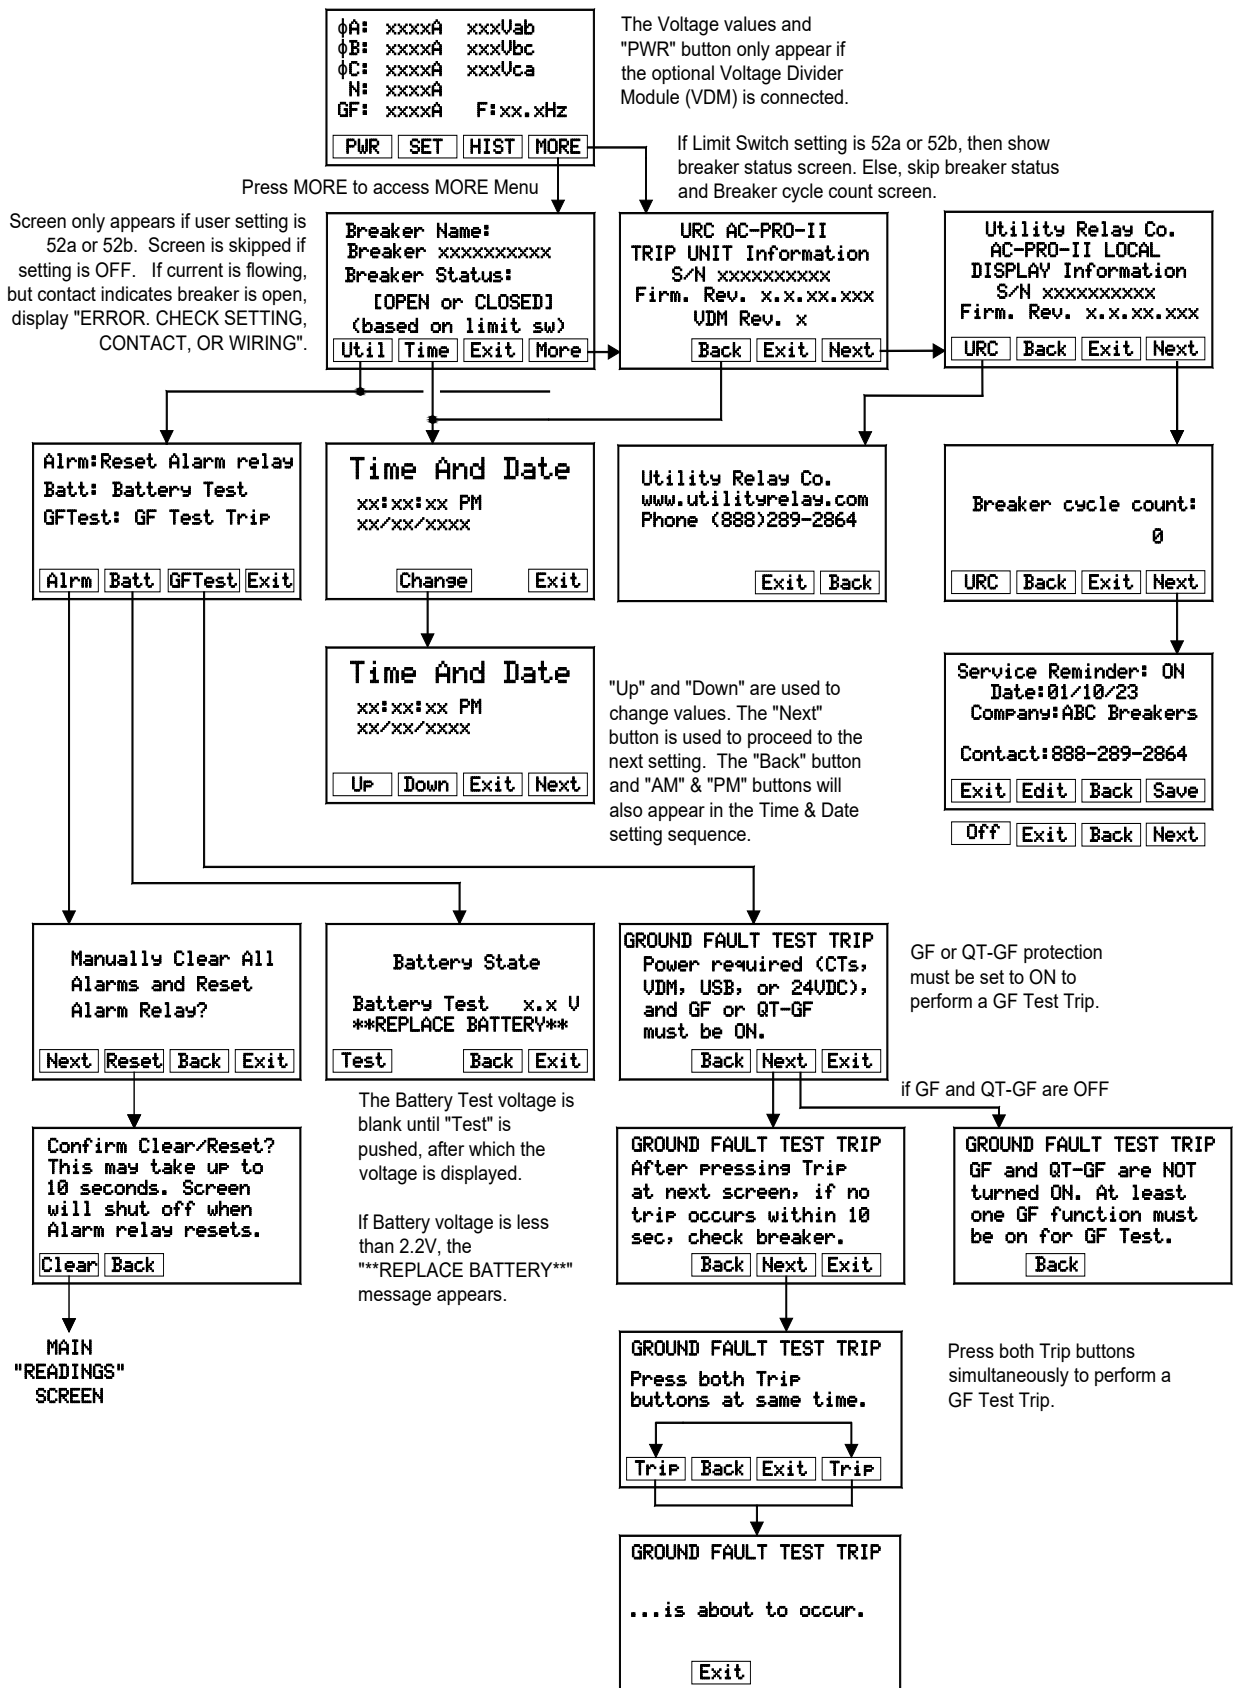 ϕA: xxxxA xxxVab
ϕB: xxxxA xxxVbc
ϕC: xxxxA xxxVca
N: xxxxA
GF: xxxxA F:xx.xHz
PWR SET HIST MORE
The Voltage values and
"PWR" button only appear if
the optional Voltage Divider
Module (VDM) is connected.
If Limit Switch setting is 52a or 52b, then show
breaker status screen. Else, skip breaker status
and Breaker cycle count screen.
Press MORE to access MORE Menu
Screen only appears if user setting is
52a or 52b. Screen is skipped if
setting is OFF. If current is flowing,
but contact indicates breaker is open,
display "ERROR. CHECK SETTING,
CONTACT, OR WIRING".
Breaker Name:
Breaker xxxxxxxxxx
Breaker Status:
[OPEN or CLOSED]
(based on limit sw)
Util Time Exit More
URC AC-PRO-II
TRIP UNIT Information
S/N xxxxxxxxxx
Firm. Rev. x.x.xx.xxx
VDM Rev. x
Back Exit Next
Utility Relay Co.
AC-PRO-II LOCAL
DISPLAY Information
S/N xxxxxxxxxx
Firm. Rev. x.x.xx.xxx
URC Back Exit Next
Alrm:Reset Alarm relay
Batt: Battery Test
GFTest: GF Test Trip
Alrm Batt GFTest Exit
Time And Date
xx:xx:xx PM
xx/xx/xxxx
Change Exit
Utility Relay Co.
www.utilityrelay.com
Phone (888)289-2864
Exit Back
Breaker cycle count:
0
URC Back Exit Next
Time And Date
xx:xx:xx PM
xx/xx/xxxx
Up Down Exit Next
"Up" and "Down" are used to
change values. The "Next"
button is used to proceed to the
next setting. The "Back" button
and "AM" & "PM" buttons will
also appear in the Time & Date
setting sequence.
Service Reminder: ON
Date:01/10/23
Company:ABC Breakers
Contact:888-289-2864
Exit Edit Back Save
Off Exit Back Next
Manually Clear All
Alarms and Reset
Alarm Relay?
Next Reset Back Exit
Battery State
Battery Test x.x V
**REPLACE BATTERY**
Test Back Exit
GROUND FAULT TEST TRIP
Power required (CTs,
VDM, USB, or 24VDC),
and GF or QT-GF
must be ON.
Back Next Exit
GF or QT-GF protection
must be set to ON to
perform a GF Test Trip.
if GF and QT-GF are OFF
Confirm Clear/Reset?
This may take up to
10 seconds. Screen
will shut off when
Alarm relay resets.
Clear Back
The Battery Test voltage is
blank until "Test" is
pushed, after which the
voltage is displayed.
If Battery voltage is less
than 2.2V, the
"**REPLACE BATTERY**"
message appears.
GROUND FAULT TEST TRIP
After pressing Trip
at next screen, if no
trip occurs within 10
sec, check breaker.
Back Next Exit
GROUND FAULT TEST TRIP
GF and QT-GF are NOT
turned ON. At least
one GF function must
be on for GF Test.
Back
MAIN
"READINGS"
SCREEN
GROUND FAULT TEST TRIP
Press both Trip
buttons at same time.
Trip Back Exit Trip
Press both Trip buttons
simultaneously to perform a
GF Test Trip.
GROUND FAULT TEST TRIP
...is about to occur.
Exit